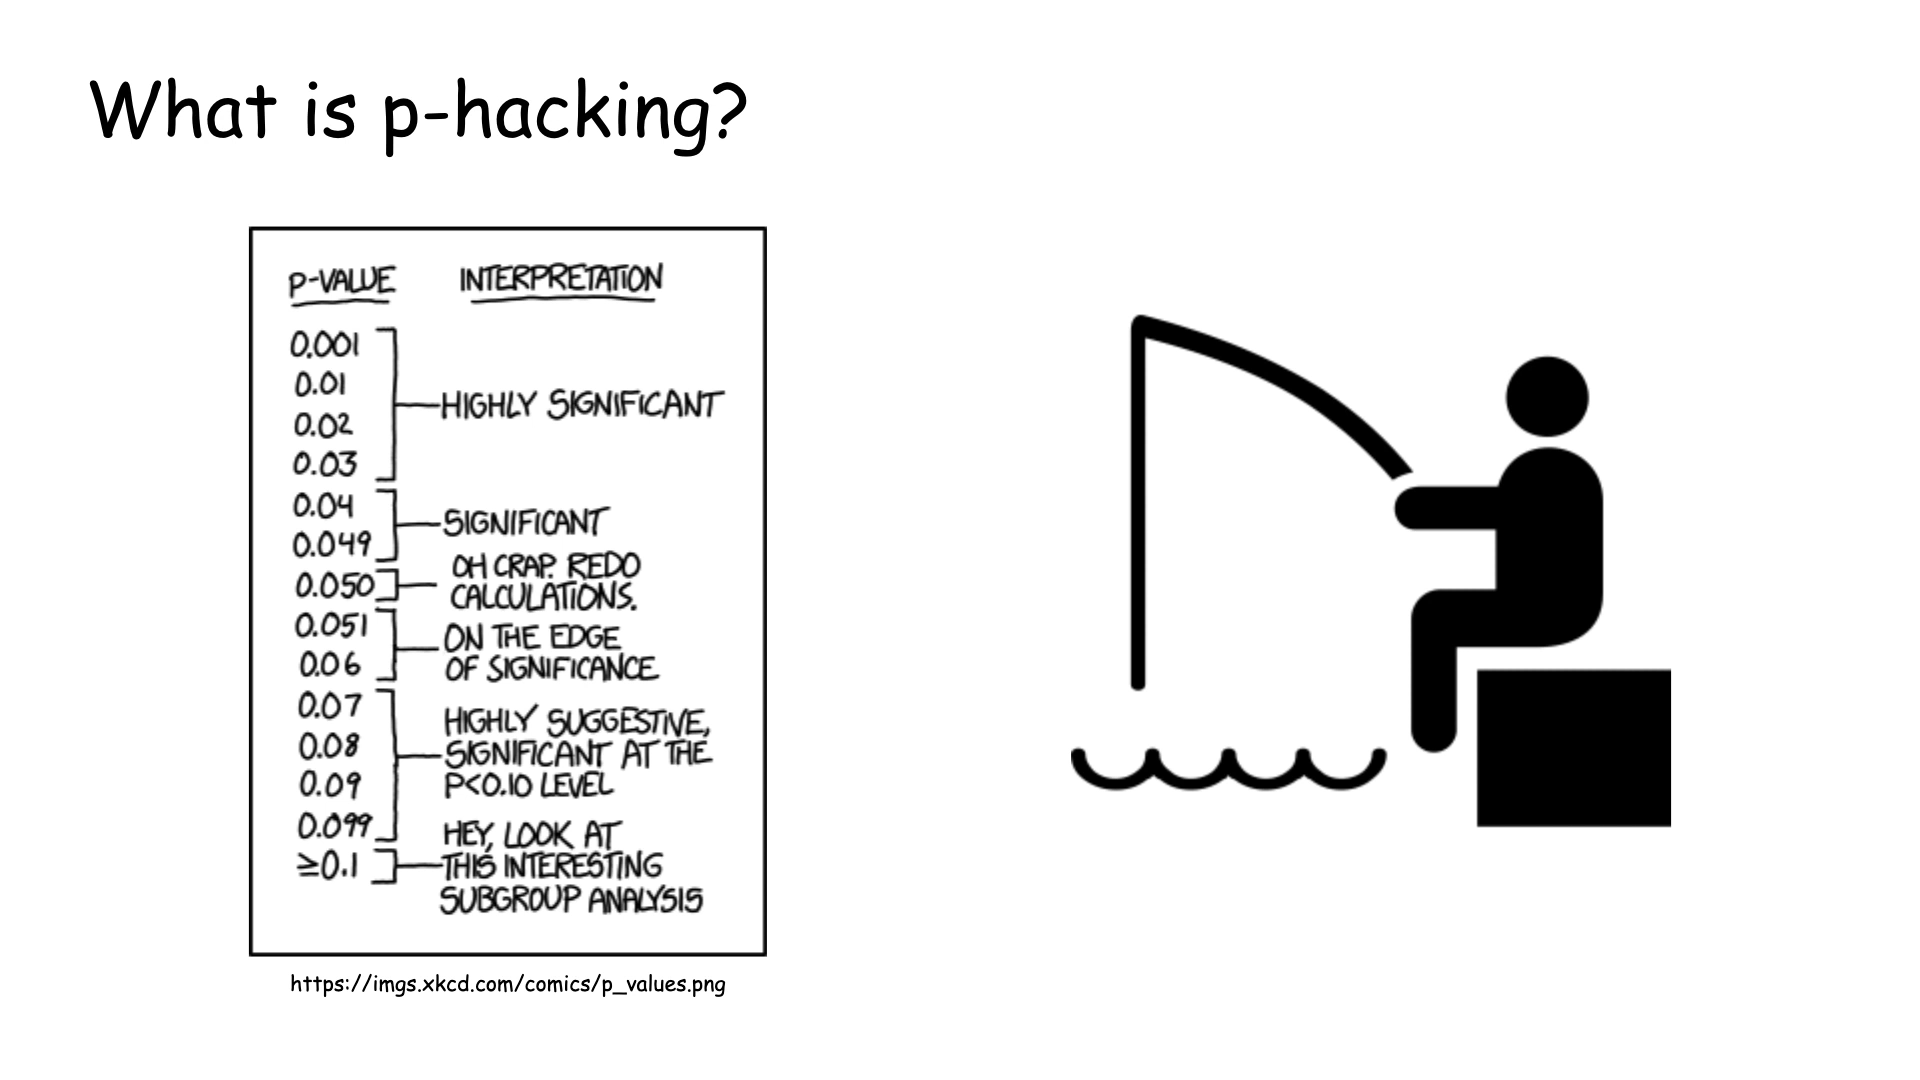 What is p-hacking?
P-VALUE INTERPRETATION
0.001
0.01
HIGHLY SIGNIFICANT
0.02
0.03
0.04
SIGNIFICANT
0.049
OH CRAP. REDO
0.050
CALCULATIONS.
0.051
ON THE EDGE
0.06
OF SIGNIFICANCE
0.07
HIGHLY SUGGESTIVE,
0.08
SIGNIFICANT AT THE
0.09
P<0.10 LEVEL
0.099
HEY, LOOK AT
≥0.1
THIS INTERESTING
SUBGROUP ANALYSIS
https://imgs.xkcd.com/comics/p_values.png